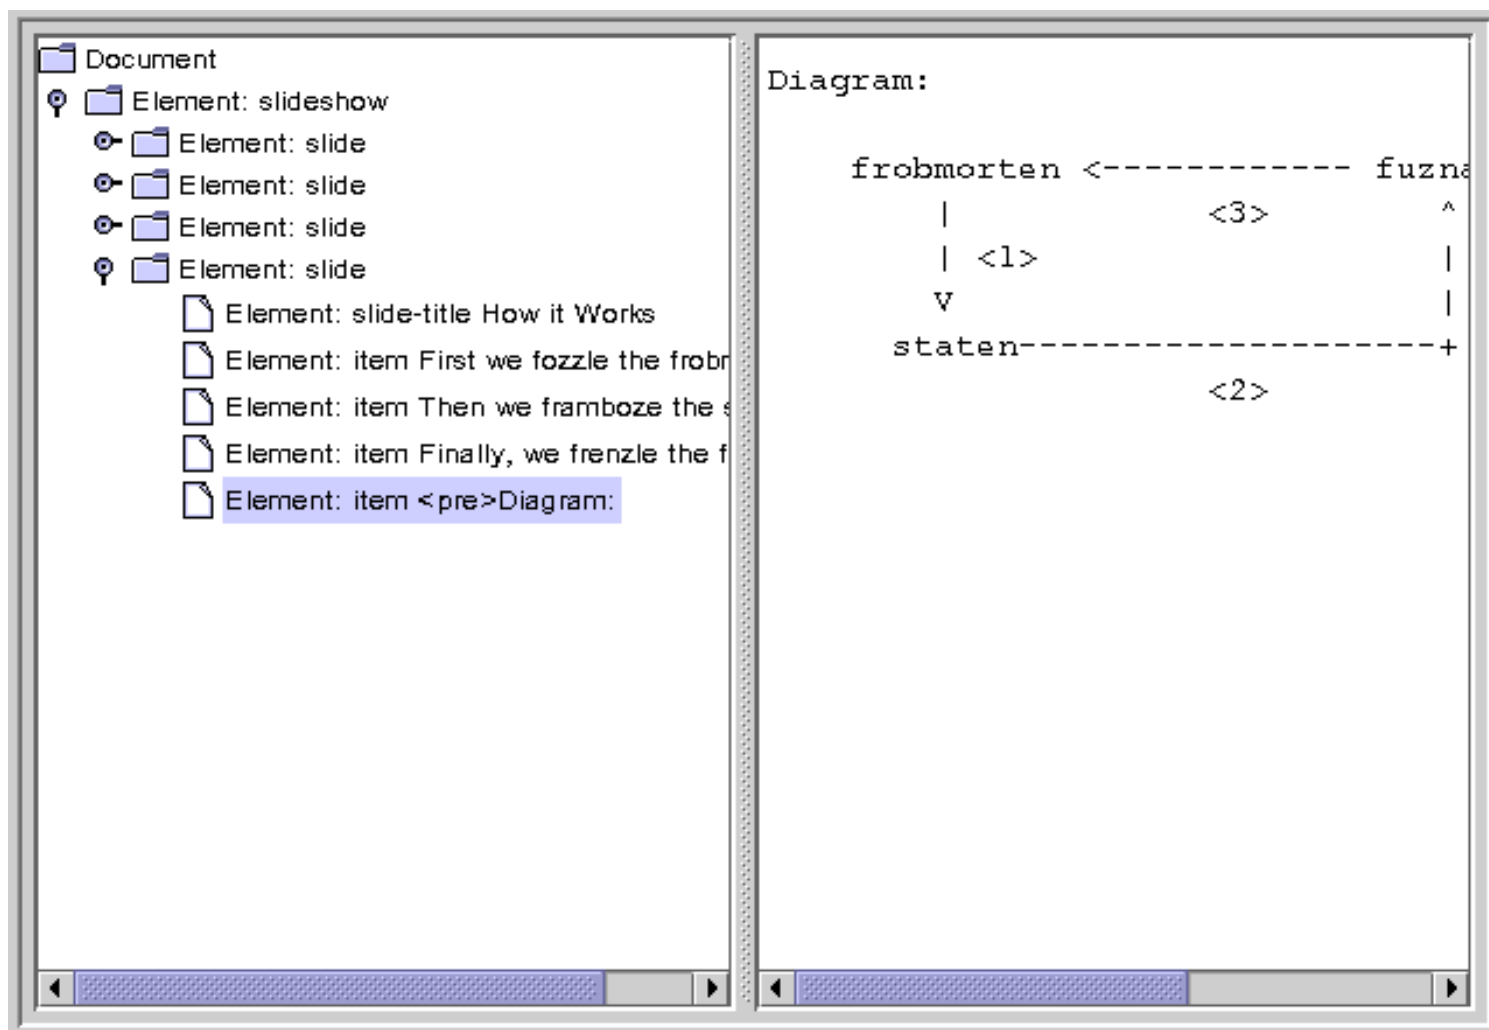 Document
Element: slideshow
Element: slide
Element: slide
Element: slide
Element: slide
Element: slide-title How it Works
Element: item First we fozzle the
Element: item Then we framboze the
Element: item Finally, we frenzle the
Element: item <pre>Diagram:
Diagram:
frobmorten <------------
| <3> ^
| <1> |
V |
staten--------------------+
<2>